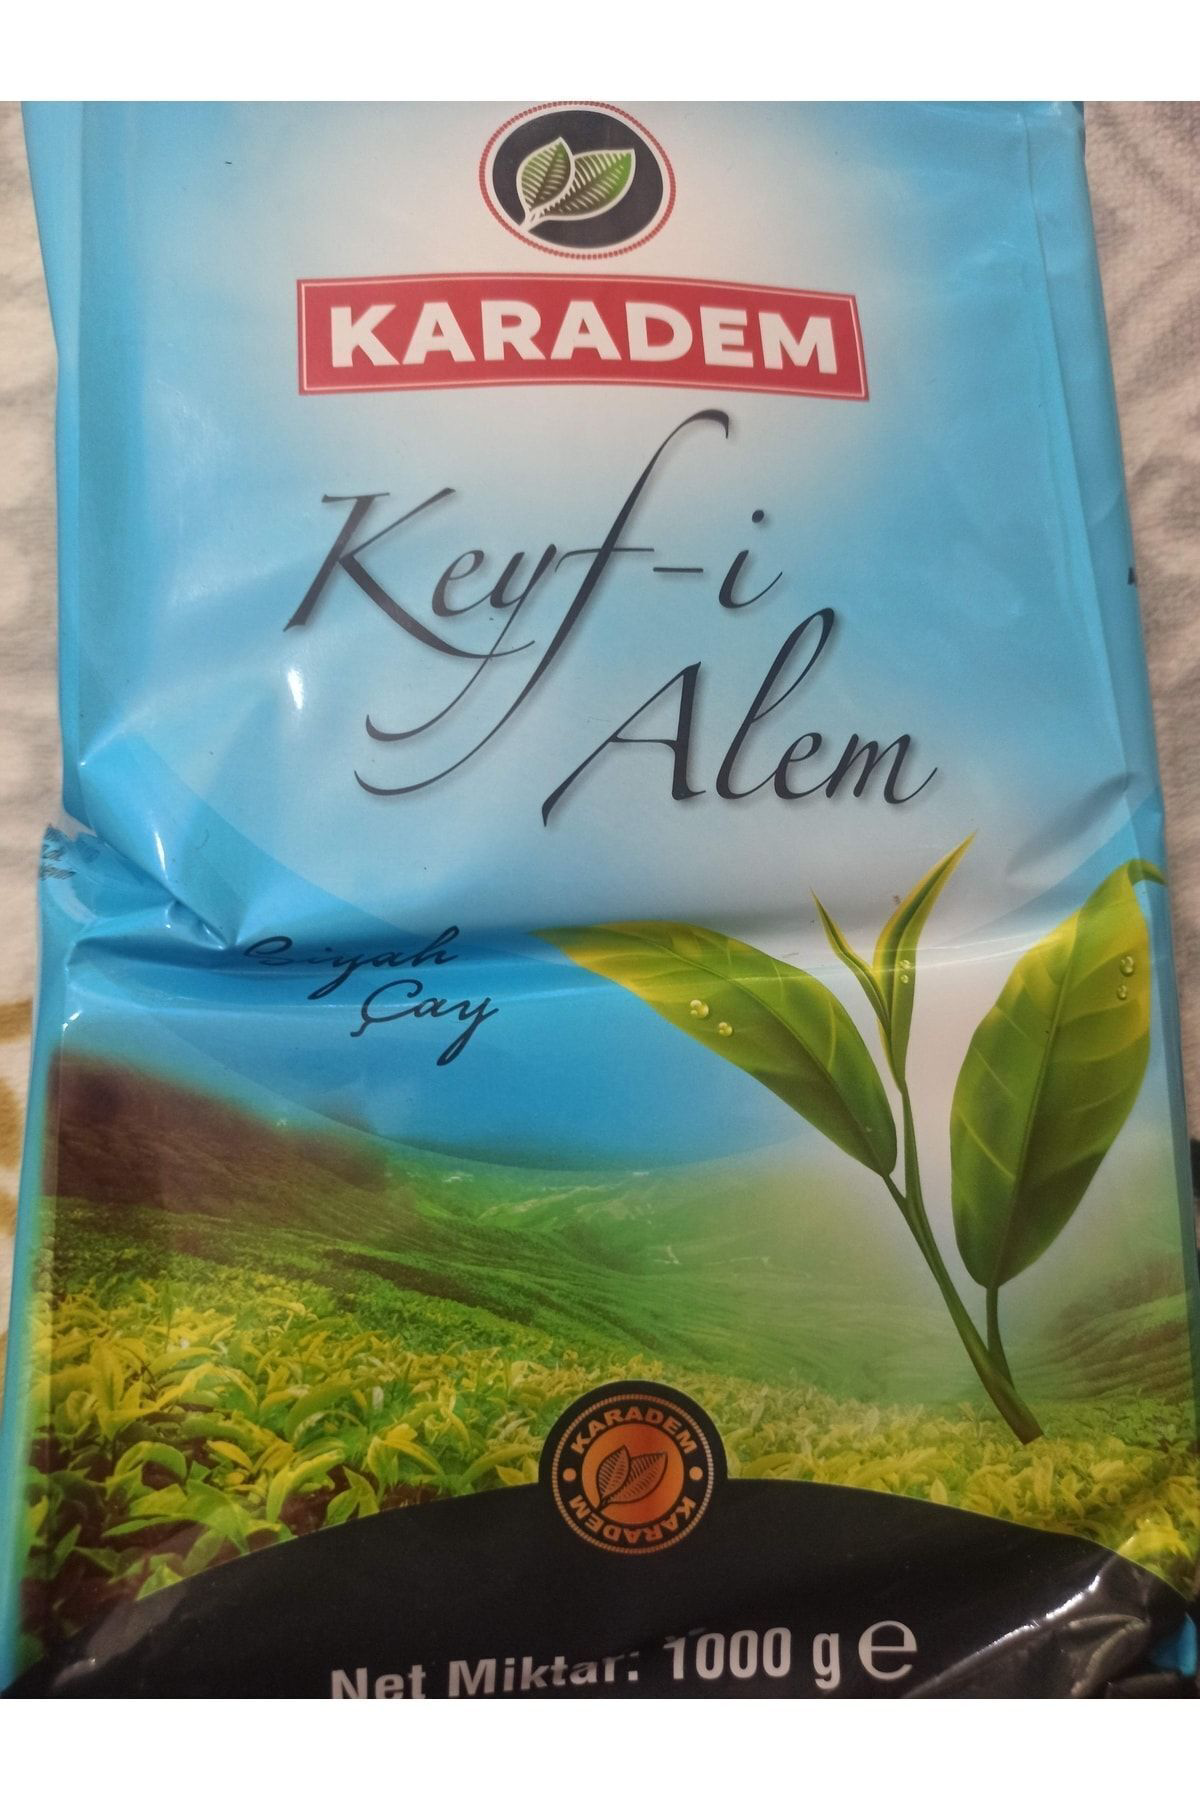 KARADEM
Keyf-i
Alem
Siyah
Çay
KARADEM
KARADEM
Net Miktar: 1000 g e